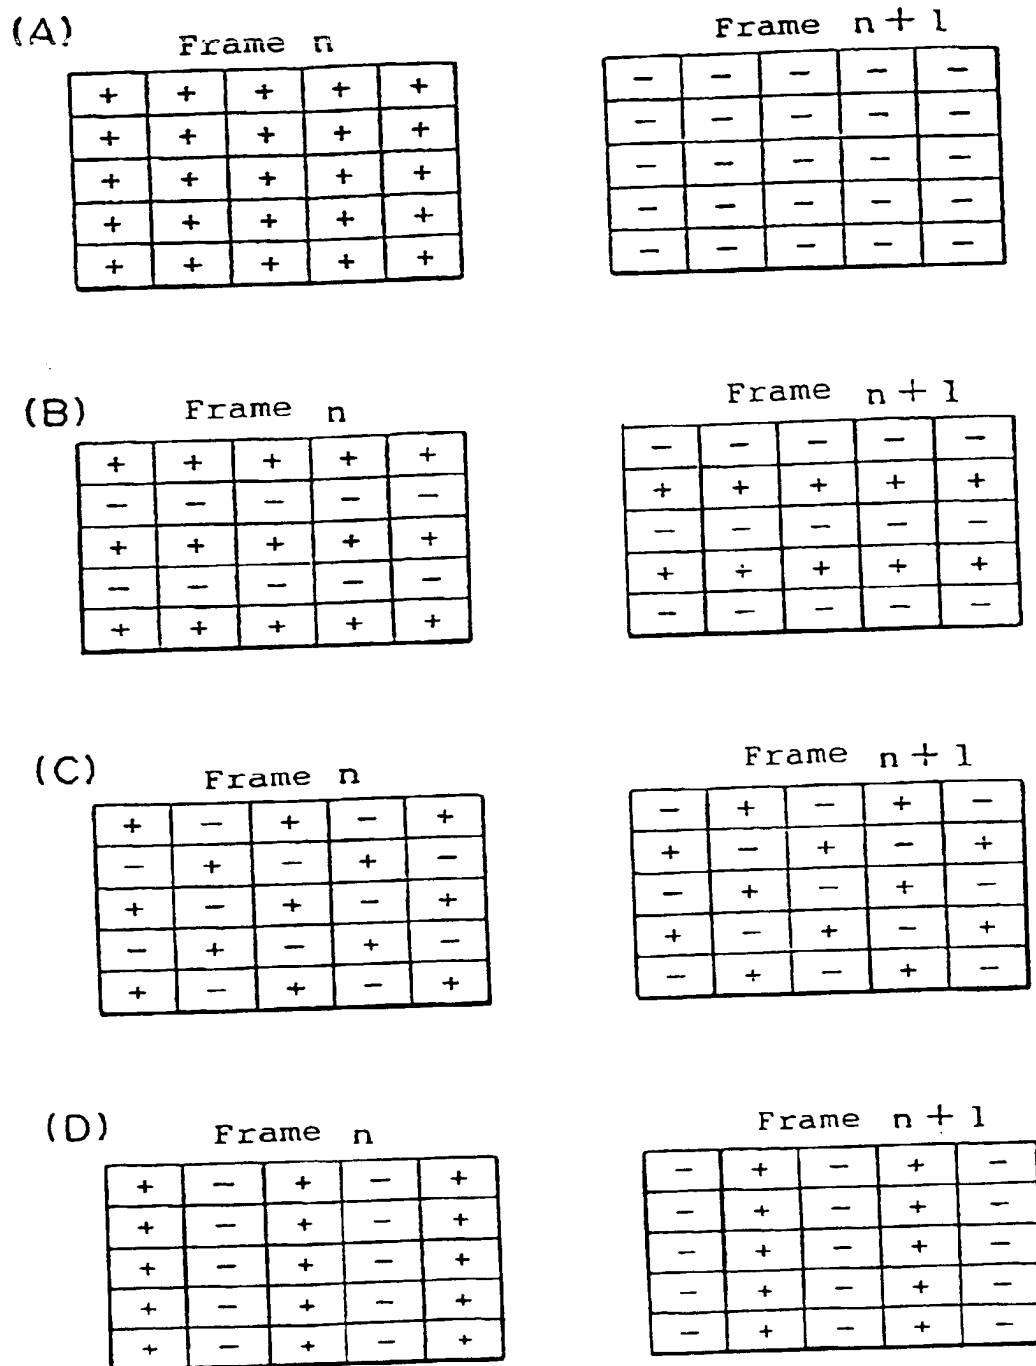 (A) Frame n Frame n + 1
+ + + + + − − − − −
+ + + + + − − − − −
+ + + + + − − − − −
+ + + + + − − − − −
+ + + + + − − − − −
(B) Frame n Frame n + 1
+ + + + + − − − − −
− − − − − + + + + +
+ + + + + − − − − −
− − − − − + + + + +
+ + + + + − − − − −
(C) Frame n Frame n + 1
+ − + − + − + − + −
− + − + − + − + − +
+ − + − + − + − + −
− + − + − + − + − +
+ − + − + − + − + −
(D) Frame n Frame n + 1
+ − + − + − + − + −
+ − + − + − + − + −
+ − + − + − + − + −
+ − + − + − + − + −
+ − + − + − + − + −